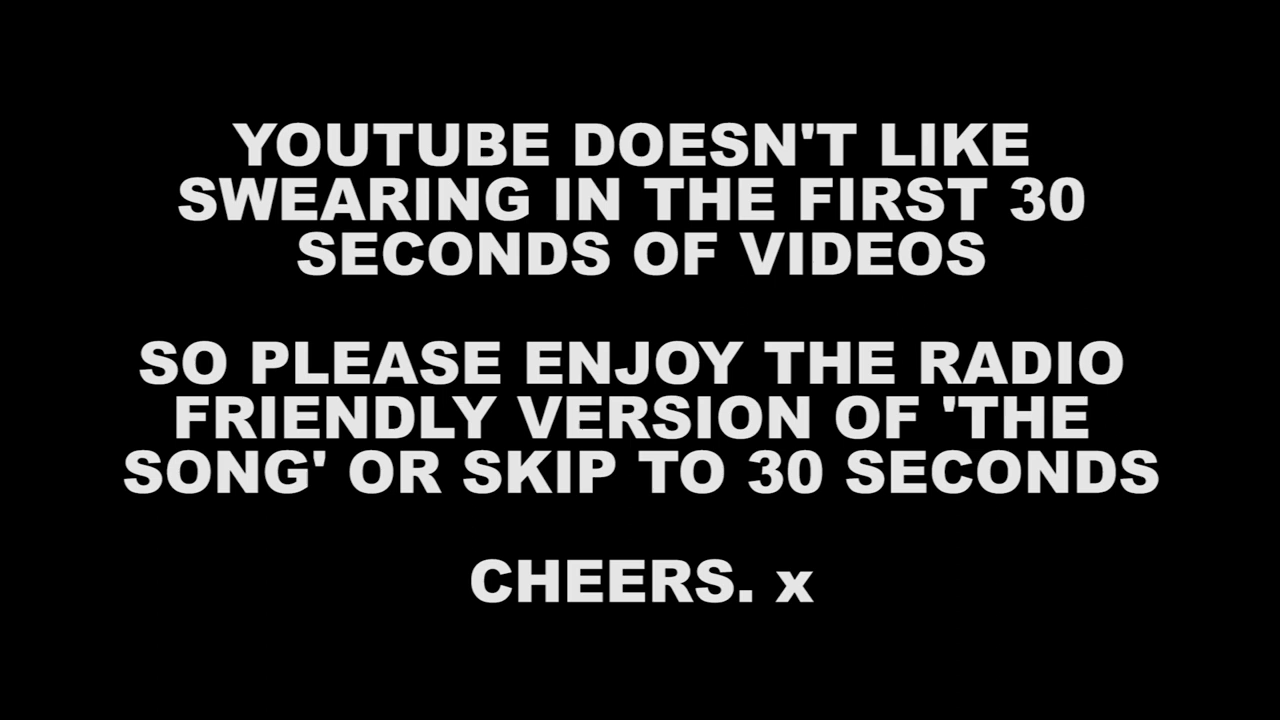 YOUTUBE DOESN'T LIKE
SWEARING IN THE FIRST 30
SECONDS OF VIDEOS
SO PLEASE ENJOY THE RADIO
FRIENDLY VERSION OF 'THE
SONG' OR SKIP TO 30 SECONDS
CHEERS. x